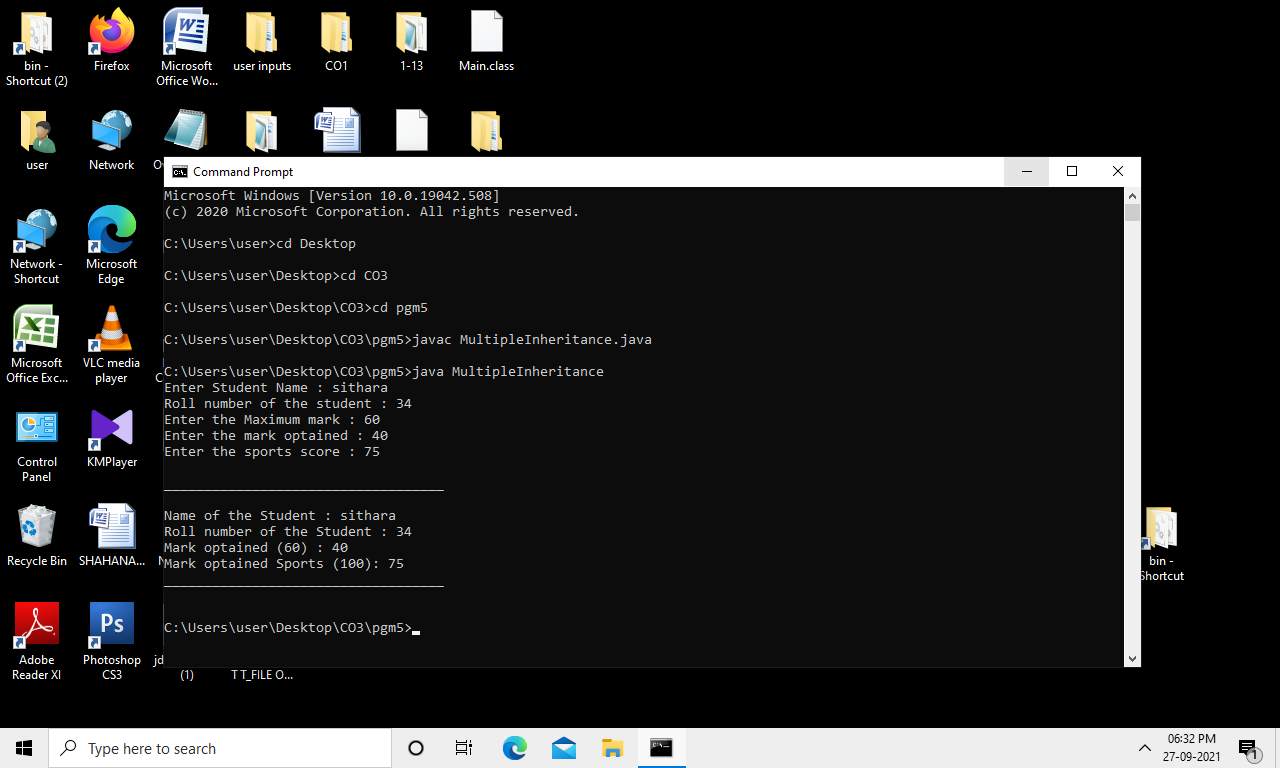 bin -
Shortcut (2)
Firefox
Microsoft
Office Wo...
user inputs
CO1
1-13
Main.class
user
Network
Network -
Shortcut
Microsoft
Edge
Microsoft
Office Exc...
VLC media
player
Control
Panel
KMPlayer
Recycle Bin
SHAHANA...
Adobe
Reader XI
Photoshop
CS3
jd
(1)
T T_FILE O...
bin -
Shortcut
Command Prompt
Microsoft Windows [Version 10.0.19042.508]
(c) 2020 Microsoft Corporation. All rights reserved.
C:\Users\user>cd Desktop
C:\Users\user\Desktop>cd CO3
C:\Users\user\Desktop\CO3>cd pgm5
C:\Users\user\Desktop\CO3\pgm5>javac MultipleInheritance.java
C:\Users\user\Desktop\CO3\pgm5>java MultipleInheritance
Enter Student Name : sithara
Roll number of the student : 34
Enter the Maximum mark : 60
Enter the mark optained : 40
Enter the sports score : 75
___________________________________
Name of the Student : sithara
Roll number of the Student : 34
Mark optained (60) : 40
Mark optained Sports (100): 75
___________________________________
C:\Users\user\Desktop\CO3\pgm5>
Type here to search
06:32 PM
27-09-2021
1